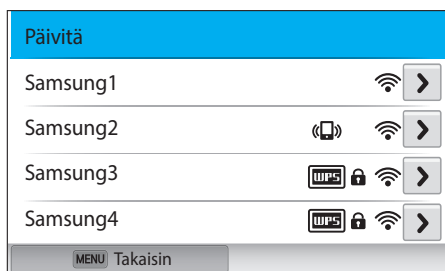 Päivitä
Samsung1
Samsung2
Samsung3 WPS
Samsung4 WPS
MENU Takaisin